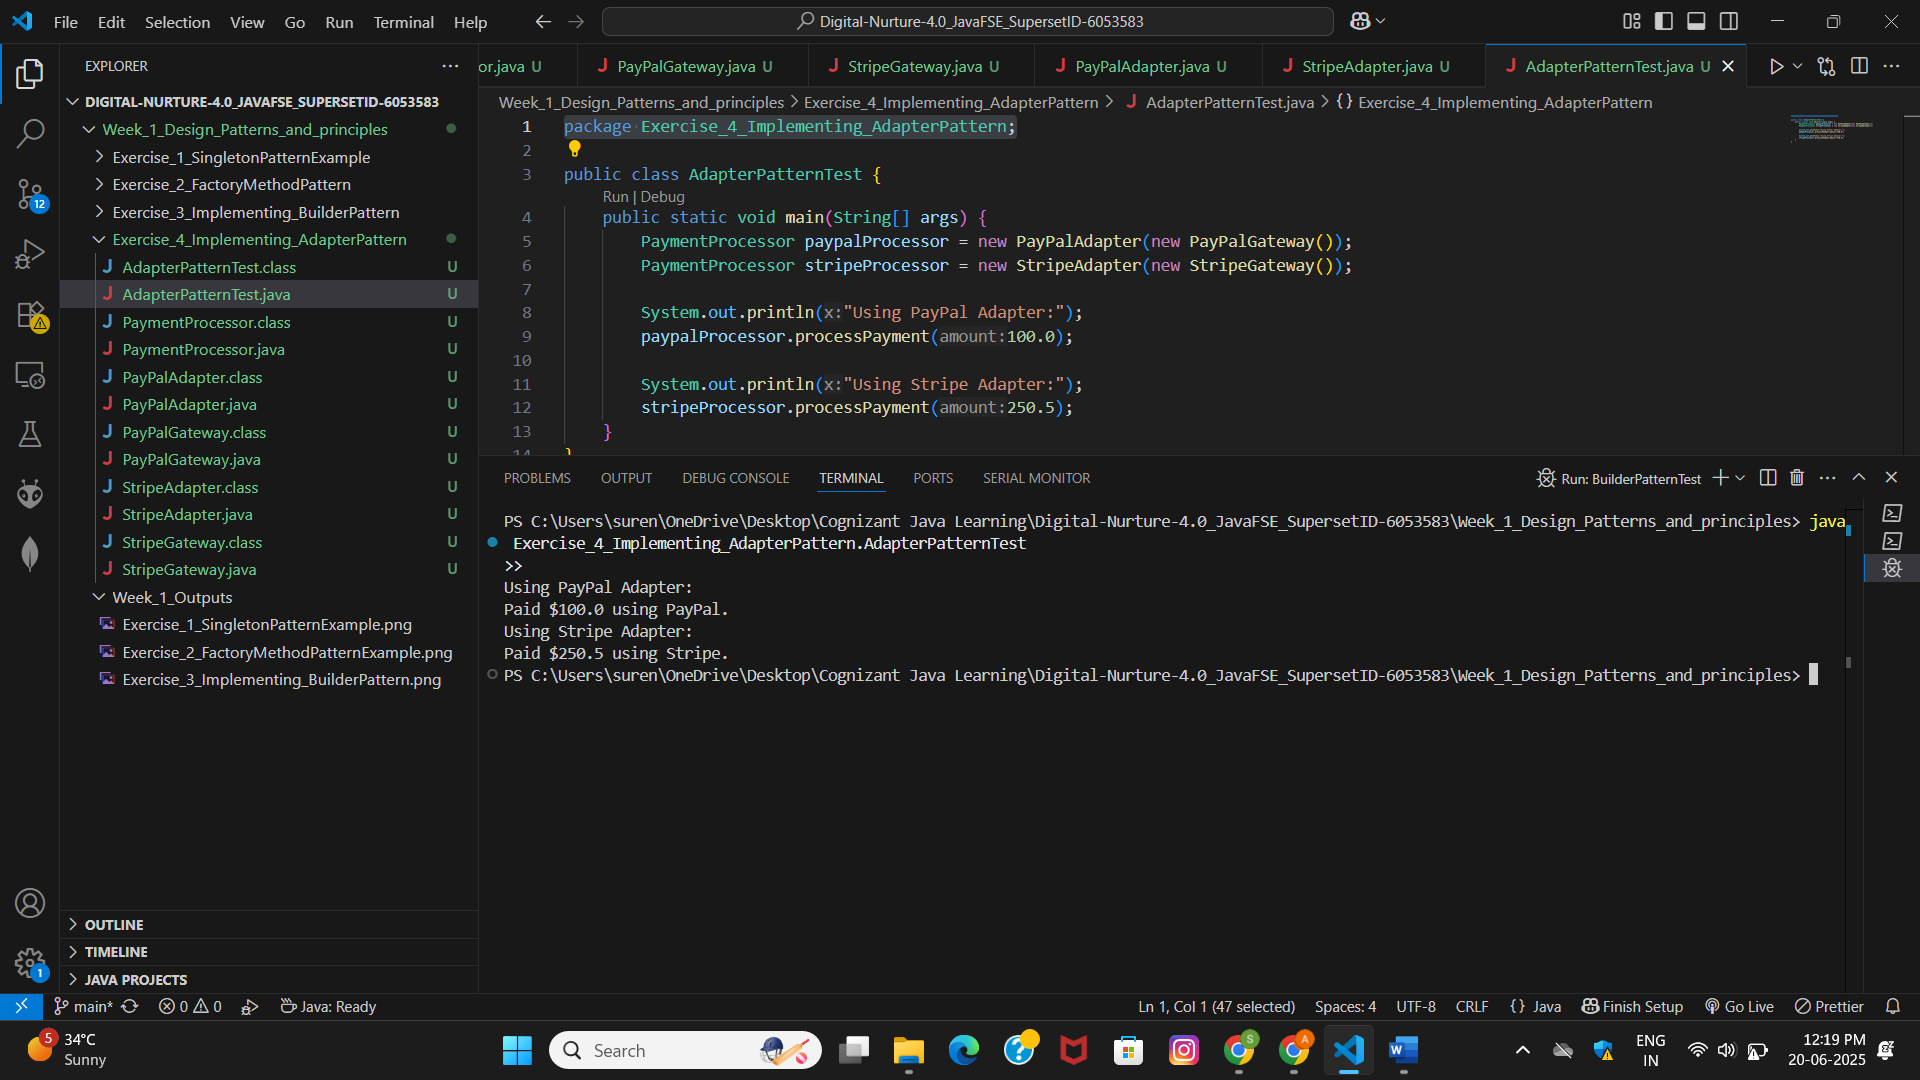 File Edit Selection View Go Run Terminal Help
Digital-Nurture-4.0_JavaFSE_SupersetID-6053583
EXPLORER
DIGITAL-NURTURE-4.0_JAVAFSE_SUPERSETID-6053583
Week_1_Design_Patterns_and_principles
Exercise_1_SingletonPatternExample
Exercise_2_FactoryMethodPattern
Exercise_3_Implementing_BuilderPattern
Exercise_4_Implementing_AdapterPattern
AdapterPatternTest.class U
AdapterPatternTest.java U
PaymentProcessor.class U
PaymentProcessor.java U
PayPalAdapter.class U
PayPalAdapter.java U
PayPalGateway.class U
PayPalGateway.java U
StripeAdapter.class U
StripeAdapter.java U
StripeGateway.class U
StripeGateway.java U
Week_1_Outputs
Exercise_1_SingletonPatternExample.png
Exercise_2_FactoryMethodPatternExample.png
Exercise_3_Implementing_BuilderPattern.png
OUTLINE
TIMELINE
JAVA PROJECTS
12
1
or.java U PayPalGateway.java U StripeGateway.java U PayPalAdapter.java U StripeAdapter.java U AdapterPatternTest.java U
Week_1_Design_Patterns_and_principles > Exercise_4_Implementing_AdapterPattern > AdapterPatternTest.java > {} Exercise_4_Implementing_AdapterPattern
1 package Exercise_4_Implementing_AdapterPattern;
2
3 public class AdapterPatternTest {
Run | Debug
4 public static void main(String[] args) {
5 PaymentProcessor paypalProcessor = new PayPalAdapter(new PayPalGateway());
6 PaymentProcessor stripeProcessor = new StripeAdapter(new StripeGateway());
7
8 System.out.println(x:"Using PayPal Adapter:");
9 paypalProcessor.processPayment(amount:100.0);
10
11 System.out.println(x:"Using Stripe Adapter:");
12 stripeProcessor.processPayment(amount:250.5);
13 }
14 }
PROBLEMS OUTPUT DEBUG CONSOLE TERMINAL PORTS SERIAL MONITOR Run: BuilderPatternTest
PS C:\Users\suren\OneDrive\Desktop\Cognizant Java Learning\Digital-Nurture-4.0_JavaFSE_SupersetID-6053583\Week_1_Design_Patterns_and_principles> java
Exercise_4_Implementing_AdapterPattern.AdapterPatternTest
>>
Using PayPal Adapter:
Paid $100.0 using PayPal.
Using Stripe Adapter:
Paid $250.5 using Stripe.
PS C:\Users\suren\OneDrive\Desktop\Cognizant Java Learning\Digital-Nurture-4.0_JavaFSE_SupersetID-6053583\Week_1_Design_Patterns_and_principles>
main* 0 0 Java: Ready Ln 1, Col 1 (47 selected) Spaces: 4 UTF-8 CRLF {} Java Finish Setup Go Live Prettier
5 34°C
Sunny
Search
S A W
ENG
IN
12:19 PM
20-06-2025